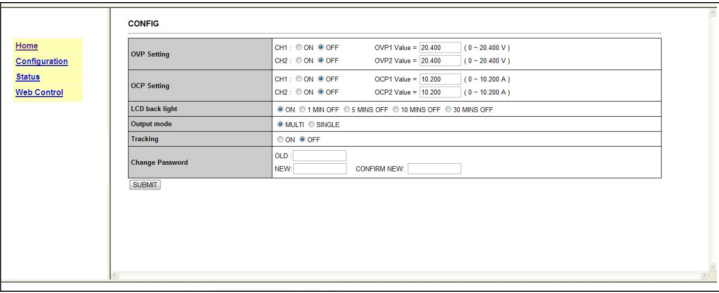 CONFIG
Home
Configuration
Status
Web Control
OVP Setting
CH1 : ON OFF OVP1 Value = 20.400 ( 0 ~ 20.400 V )
CH2 : ON OFF OVP2 Value = 20.400 ( 0 ~ 20.400 V )
OCP Setting
CH1 : ON OFF OCP1 Value = 10.200 ( 0 ~ 10.200 A )
CH2 : ON OFF OCP2 Value = 10.200 ( 0 ~ 10.200 A )
LCD back light ON 1 MIN OFF 5 MINS OFF 10 MINS OFF 30 MINS OFF
Output mode MULTI SINGLE
Tracking ON OFF
Change Password
OLD :
NEW: CONFIRM NEW:
SUBMIT